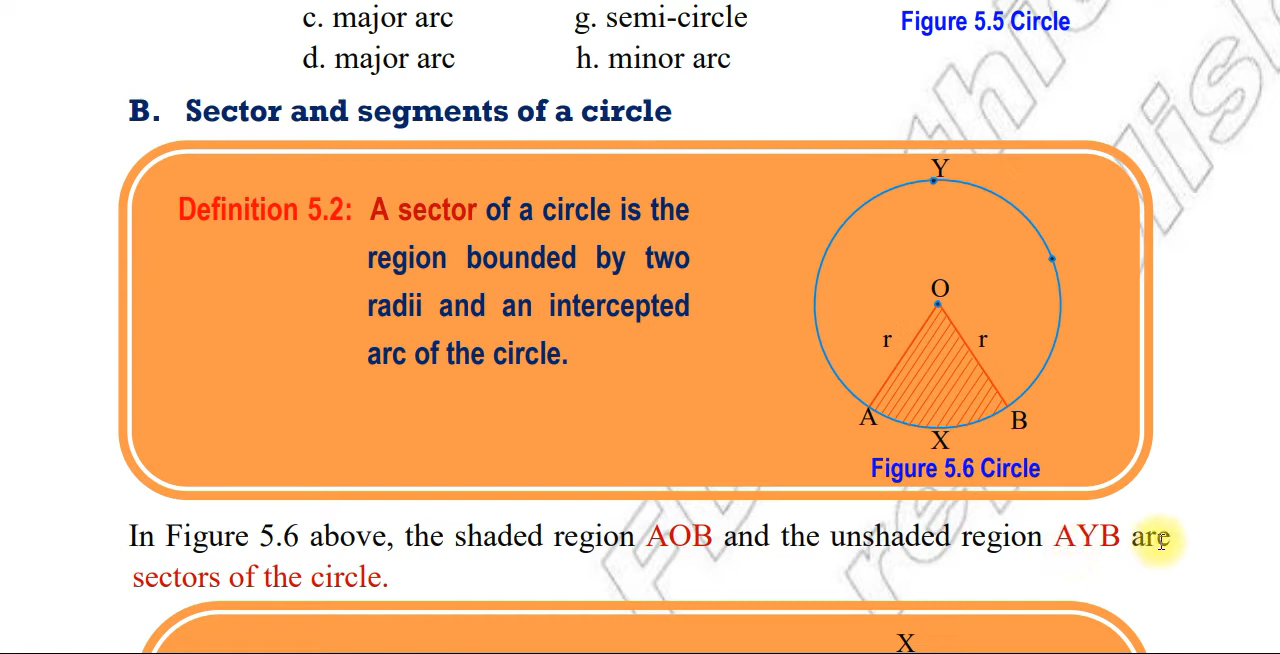 c. major arc
g. semi-circle
Figure 5.5 Circle
d. major arc
h. minor arc
B. Sector and segments of a circle
Definition 5.2: A sector of a circle is the
region bounded by two
radii and an intercepted
arc of the circle.
Y
O
r
r
A
B
X
Figure 5.6 Circle
In Figure 5.6 above, the shaded region AOB and the unshaded region AYB are
sectors of the circle.
X